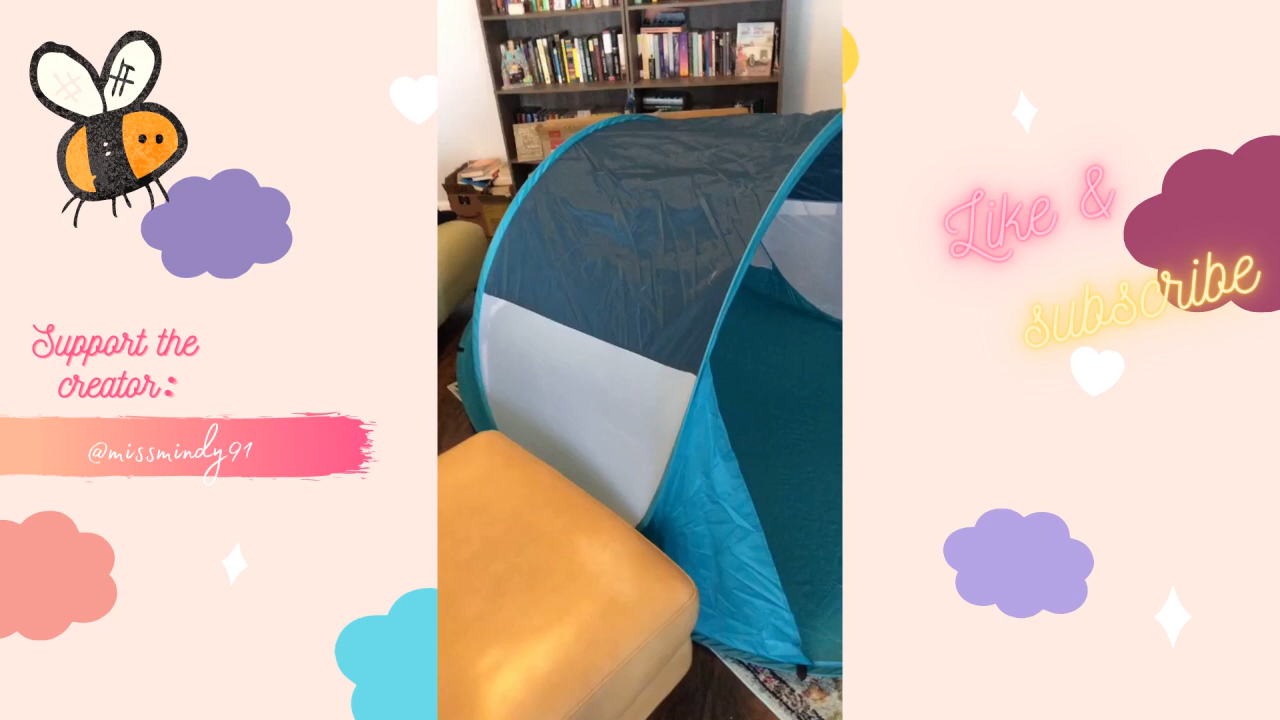 Support the
creator:
@missmindy91
Like &
subscribe